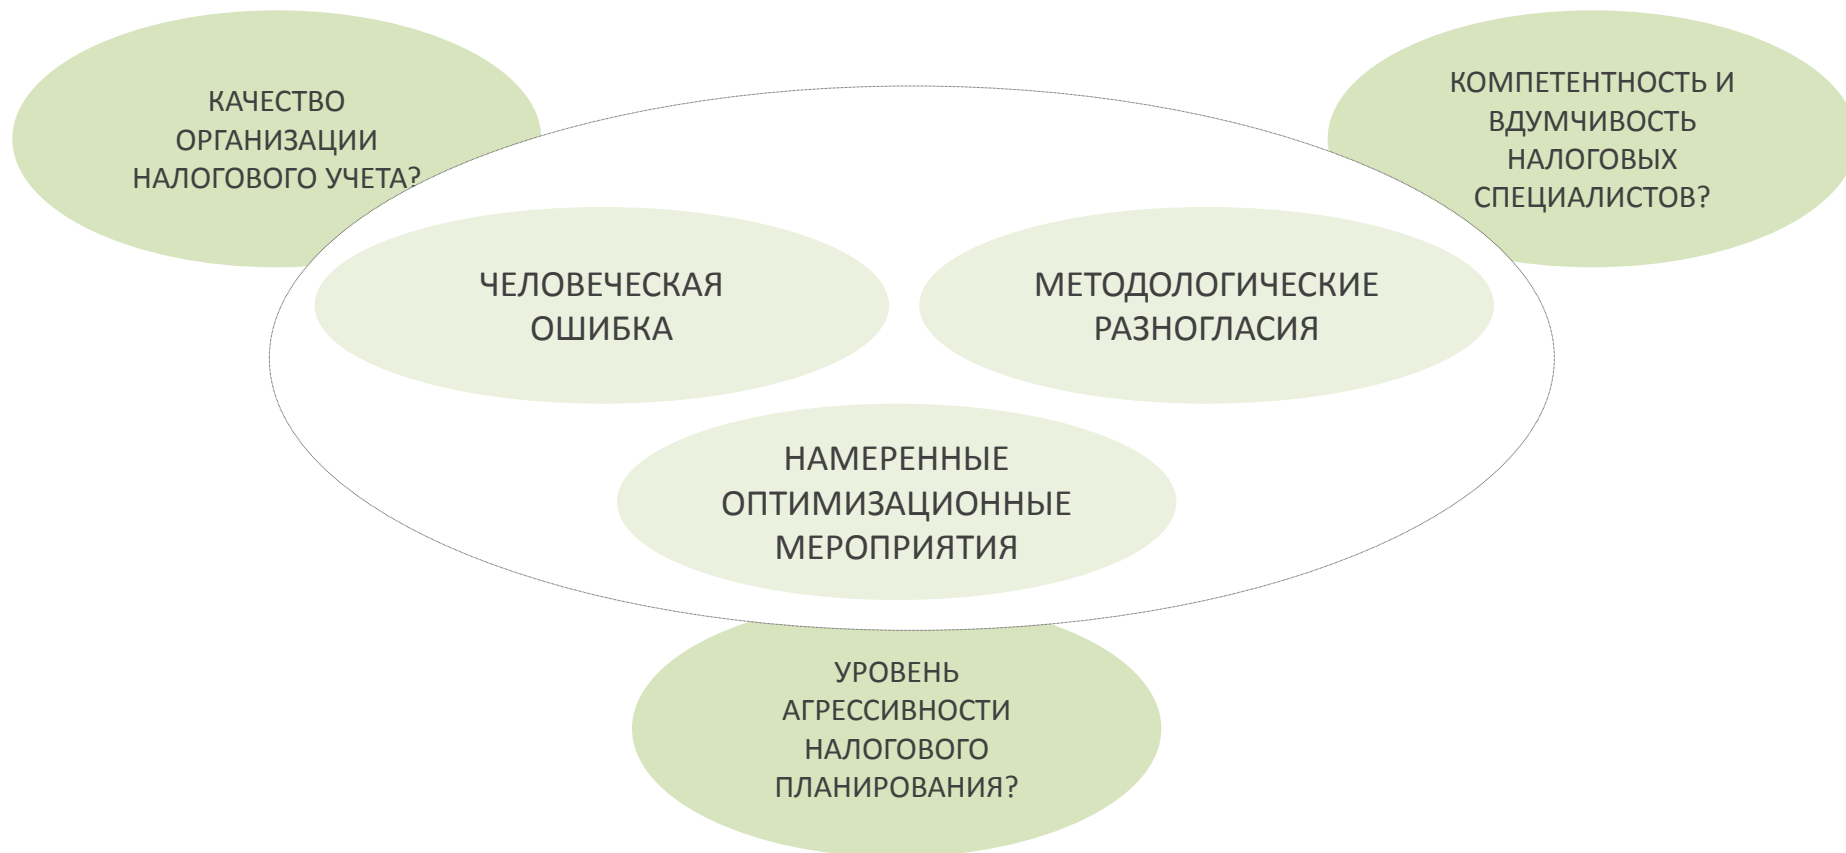 КАЧЕСТВО
ОРГАНИЗАЦИИ
НАЛОГОВОГО УЧЕТА?
КОМПЕТЕНТНОСТЬ И
ВДУМЧИВОСТЬ
НАЛОГОВЫХ
СПЕЦИАЛИСТОВ?
ЧЕЛОВЕЧЕСКАЯ
ОШИБКА
МЕТОДОЛОГИЧЕСКИЕ
РАЗНОГЛАСИЯ
НАМЕРЕННЫЕ
ОПТИМИЗАЦИОННЫЕ
МЕРОПРИЯТИЯ
УРОВЕНЬ
АГРЕССИВНОСТИ
НАЛОГОВОГО
ПЛАНИРОВАНИЯ?